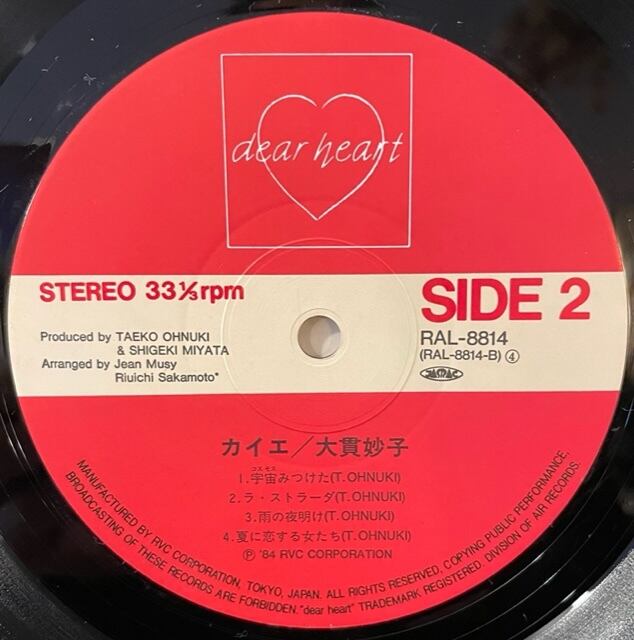 dear heart
STEREO 33⅓rpm
SIDE 2
Produced by TAEKO OHNUKI
& SHIGEKI MIYATA
Arranged by Jean Musy
Riuichi Sakamoto*
RAL-8814
(RAL-8814-B) ④
JASRAC
カイエ/大貫妙子
コスモス
1.宇宙みつけた(T.OHNUKI)
2.ラ・ストラーダ(T.OHNUKI)
3.雨の夜明け(T.OHNUKI)
4.夏に恋する女たち(T.OHNUKI)
Ⓟ '84 RVC CORPORATION
MANUFACTURED BY RVC CORPORATION, TOKYO, JAPAN. ALL RIGHTS RESERVED. COPYING PUBLIC PERFORMANCE,
BROADCASTING OF THESE RECORDS ARE FORBIDDEN. "dear heart" TRADEMARK REGISTERED. DIVISION OF AIR RECORDS.